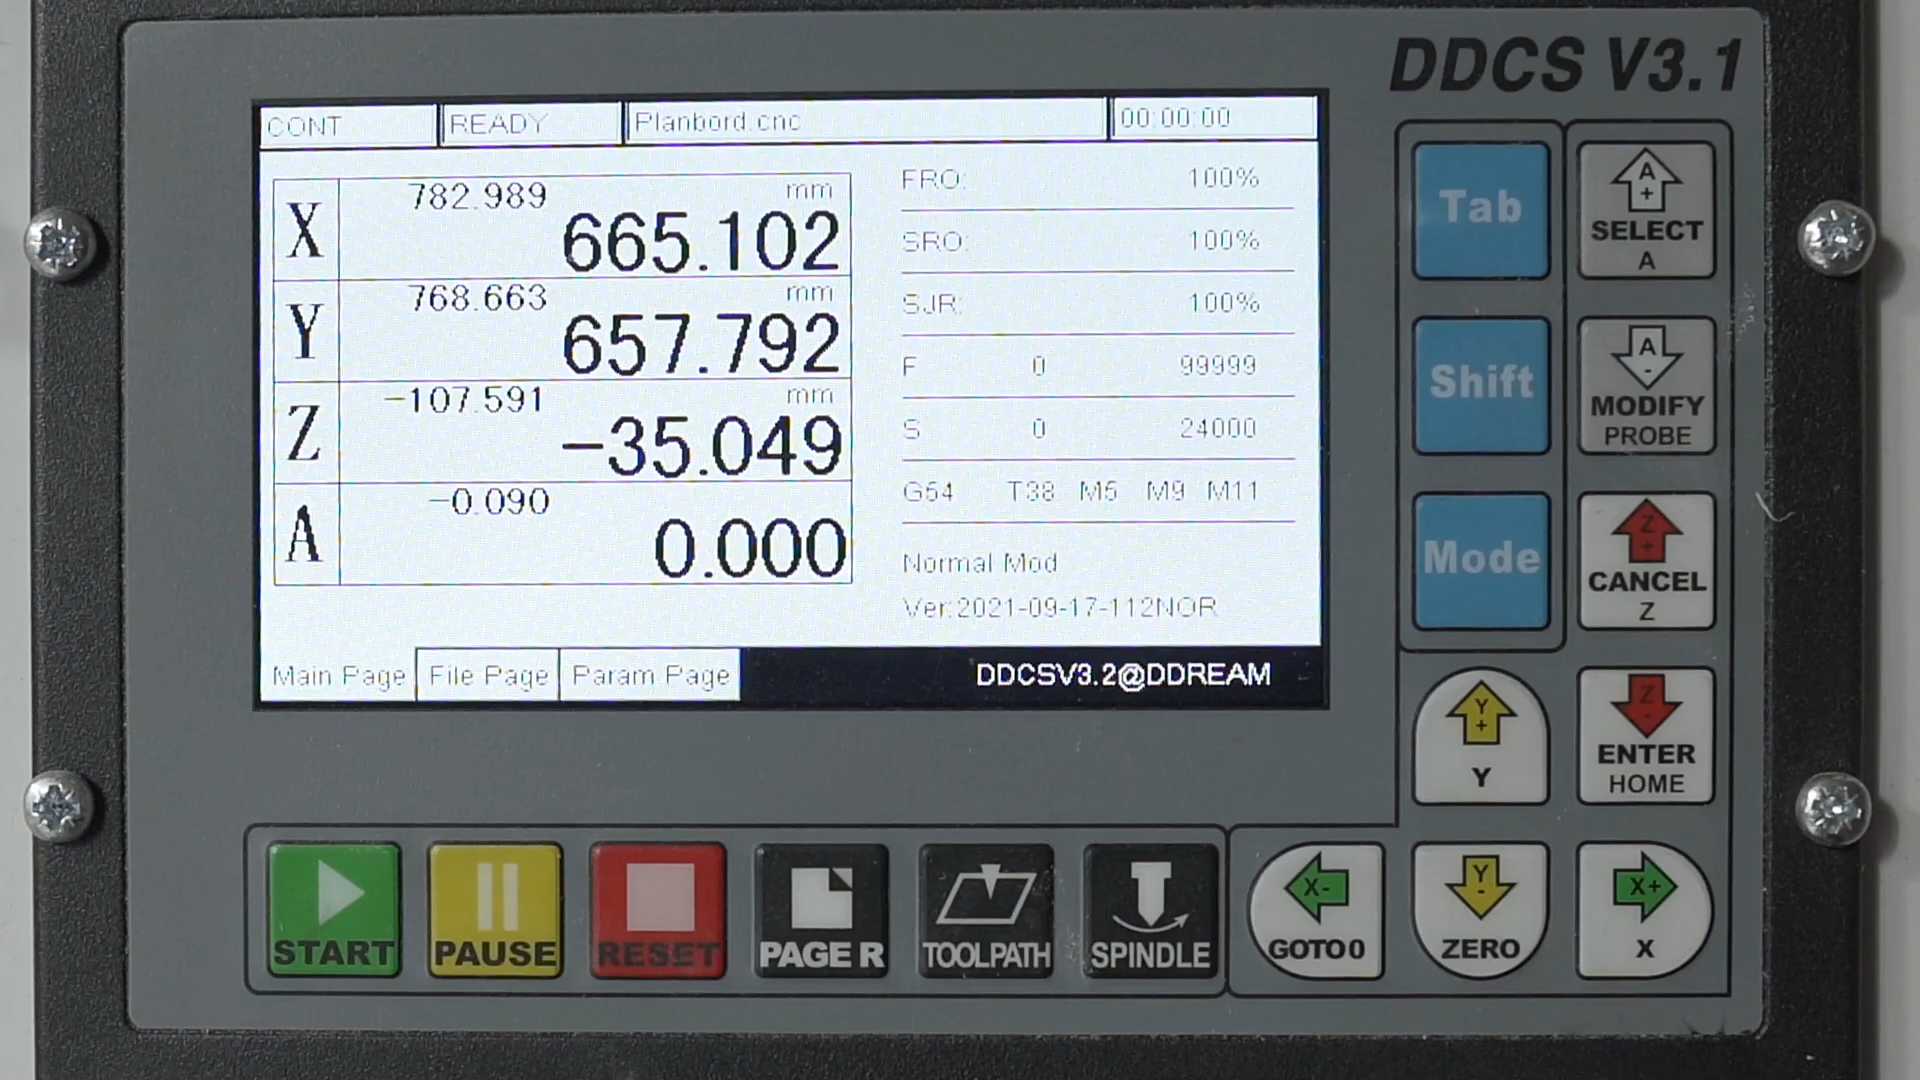 DDCS V3.1
CONT READY Planbord.cnc 00:00:00
X 782.989 mm 665.102
Y 768.663 mm 657.792
Z -107.591 mm -35.049
A -0.090 0.000
FRO: 100%
SRO: 100%
SJR: 100%
F 0 99999
S 0 24000
G54 T38 M5 M9 M11
Normal Mod
Ver:2021-09-17-112NOR
Main Page File Page Param Page DDCSV3.2@DDREAM
Tab
A +
SELECT
A
Shift
A -
MODIFY
PROBE
Mode
Z +
CANCEL
Z
Y +
Y
Z -
ENTER
HOME
START
PAUSE
RESET
PAGE R
TOOLPATH
SPINDLE
X-
GOTO0
Y -
ZERO
X+
X